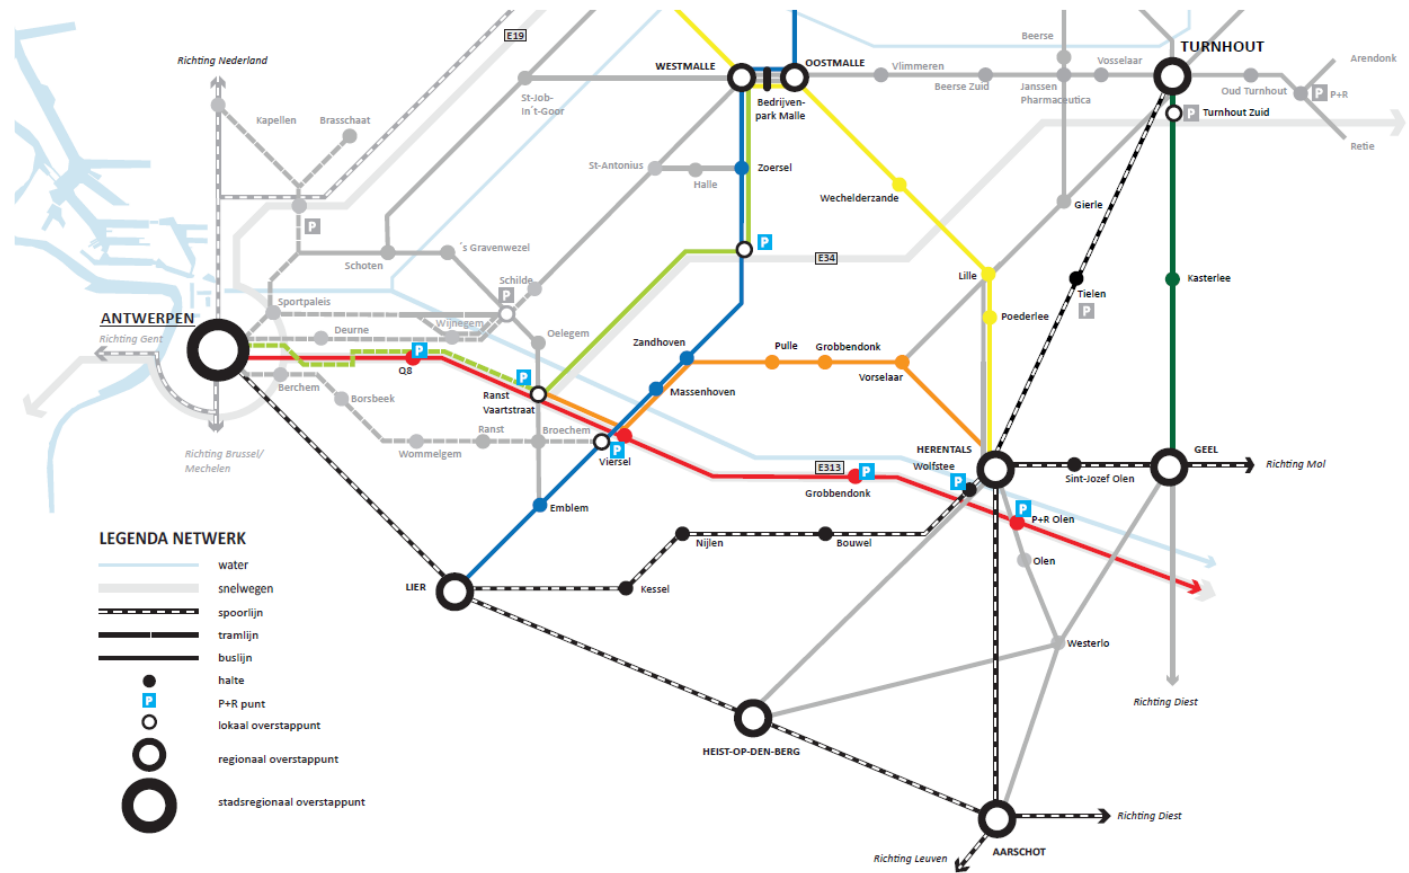 E19
Richting Nederland
Kapellen
Brasschaat
P
St-Job-
In´t-Goor
WESTMALLE
OOSTMALLE
Bedrijven-
park Malle
Vlimmeren
Beerse Zuid
Beerse
Janssen
Pharmaceutica
Vosselaar
TURNHOUT
Oud Turnhout
P
P+R
Arendonk
Retie
P
Turnhout Zuid
St-Antonius
Halle
Zoersel
Wechelderzande
Gierle
Schoten
´s Gravenwezel
P
E34
Lille
Tielen
P
Kasterlee
Schilde
P
Sportpaleis
Wijnegem
Deurne
Oelegem
ANTWERPEN
Richting Gent
Poederlee
Zandhoven
Pulle
Grobbendonk
Vorselaar
P
Q8
Berchem
Borsbeek
P
Ranst
Vaartstraat
Massenhoven
Ranst
Broechem
Wommelgem
P
Viersel
Richting Brussel/
Mechelen
HERENTALS
Wolfstee
P
E313
P
Grobbendonk
GEEL
Sint-Jozef Olen
Richting Mol
Emblem
P
P+R Olen
Olen
Nijlen
Bouwel
LIER
Kessel
Westerlo
Richting Diest
HEIST-OP-DEN-BERG
Richting Diest
AARSCHOT
Richting Leuven
LEGENDA NETWERK
water
snelwegen
spoorlijn
tramlijn
buslijn
halte
P
P+R punt
lokaal overstappunt
regionaal overstappunt
stadsregionaal overstappunt